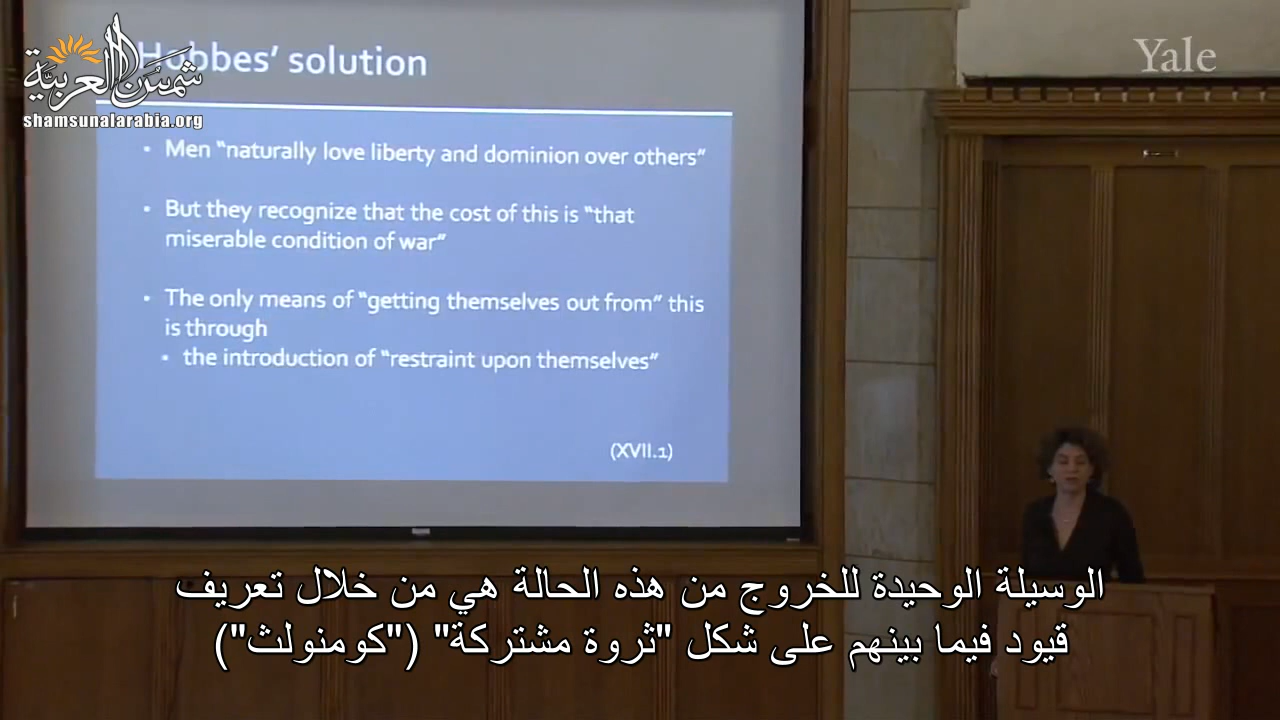 شمسن العربية
shamsunalarabia.org
Yale
Hobbes’ solution
• Men “naturally love liberty and dominion over others”
• But they recognize that the cost of this is “that
miserable condition of war”
• The only means of “getting themselves out from” this
is through
• the introduction of “restraint upon themselves”
(XVII.1)
الوسيلة الوحيدة للخروج من هذه الحالة هي من خلال تعريف
قيود فيما بينهم على شكل "ثروة مشتركة" ("كومنولث")